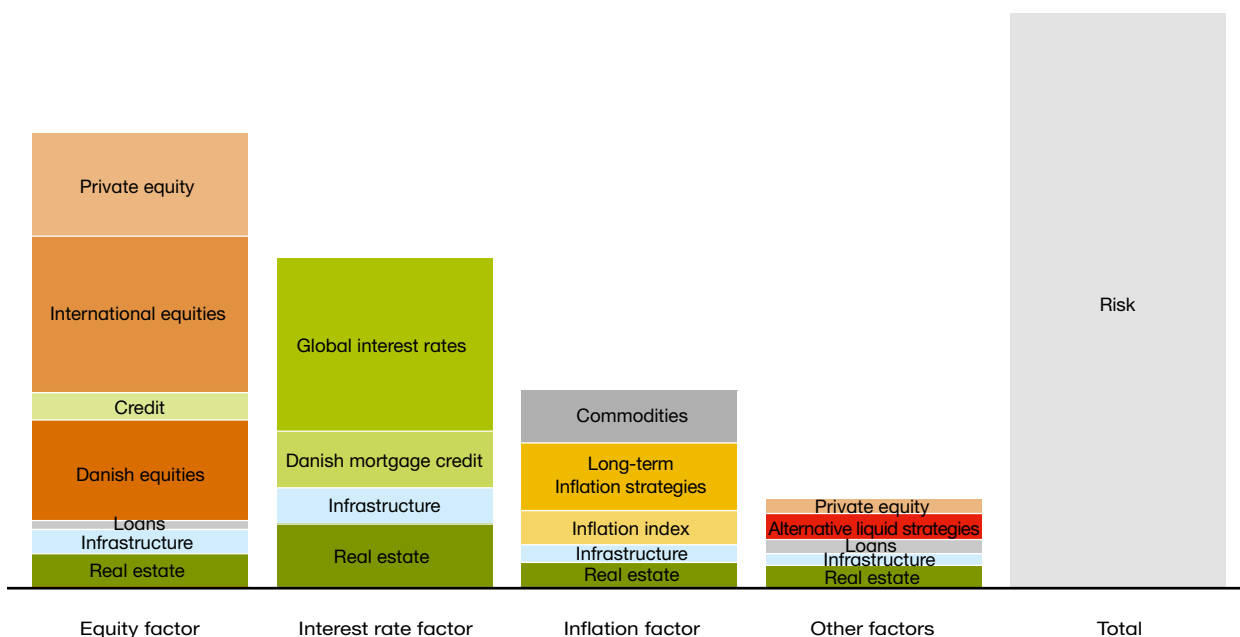 Private equity
International equities
Credit
Danish equities
Loans
Infrastructure
Real estate
Global interest rates
Danish mortgage credit
Infrastructure
Real estate
Commodities
Long-term
Inflation strategies
Inflation index
Infrastructure
Real estate
Private equity
Alternative liquid strategies
Loans
Infrastructure
Real estate
Risk
Equity factor
Interest rate factor
Inflation factor
Other factors
Total